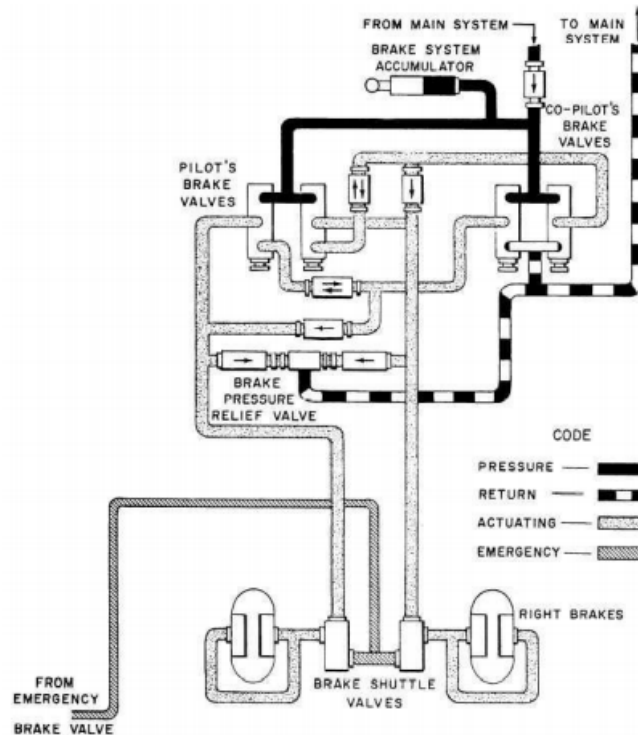 FROM MAIN SYSTEM
TO MAIN
SYSTEM
BRAKE SYSTEM
ACCUMULATOR
CO-PILOT'S
BRAKE
VALVES
PILOT'S
BRAKE
VALVES
BRAKE
PRESSURE
RELIEF VALVE
CODE
PRESSURE
RETURN
ACTUATING
EMERGENCY
RIGHT BRAKES
BRAKE SHUTTLE
VALVES
FROM
EMERGENCY
BRAKE VALVE